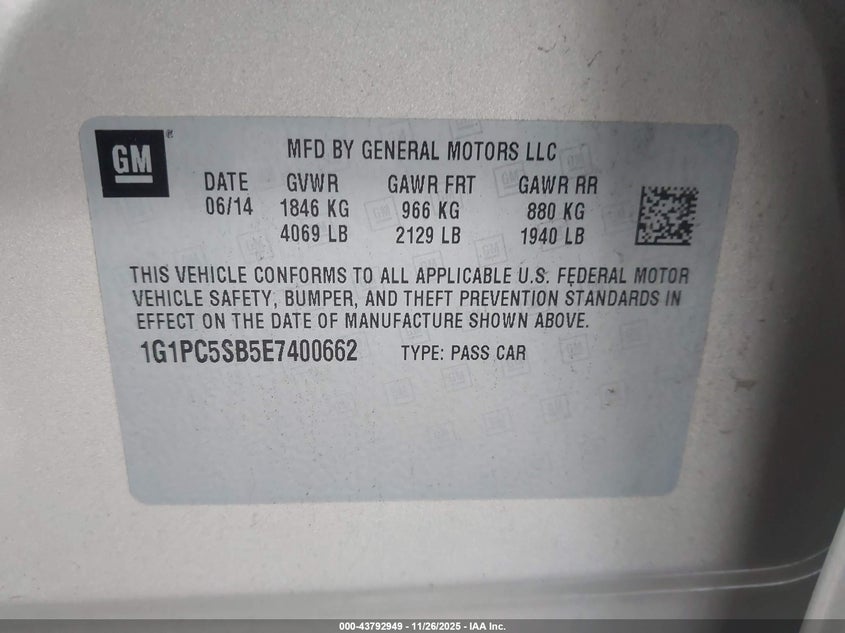 GM®
MFD BY GENERAL MOTORS LLC
DATE GVWR GAWR FRT GAWR RR
06/14 1846 KG 966 KG 880 KG
4069 LB 2129 LB 1940 LB
THIS VEHICLE CONFORMS TO ALL APPLICABLE U.S. FEDERAL MOTOR
VEHICLE SAFETY, BUMPER, AND THEFT PREVENTION STANDARDS IN
EFFECT ON THE DATE OF MANUFACTURE SHOWN ABOVE.
1G1PC5SB5E7400662 TYPE: PASS CAR
000-43792949 - 11/26/2025 - IAA Inc.